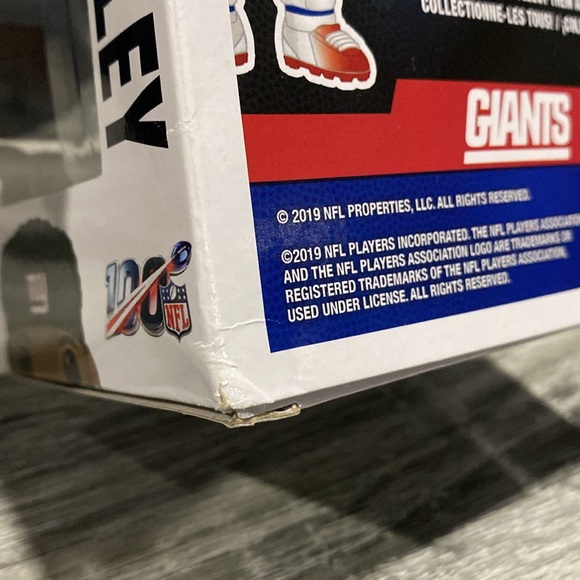 LEY
COLLECTIONNE-LES TOUS! /
GIANTS
© 2019 NFL PROPERTIES, LLC. ALL RIGHTS RESERVED.
©2019 NFL PLAYERS INCORPORATED. THE NFL PLAYERS
AND THE NFL PLAYERS ASSOCIATION LOGO ARE TRADEMARKS OR
REGISTERED TRADEMARKS OF THE NFL PLAYERS ASSOCIATION,
USED UNDER LICENSE. ALL RIGHTS RESERVED.
100
NFL